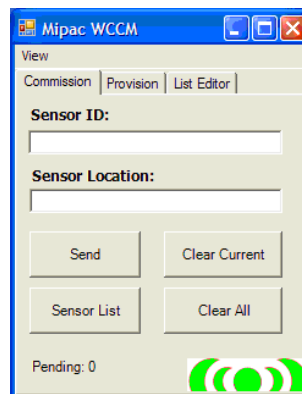 Mipac WCCM
View
Commission Provision List Editor
Sensor ID:
Sensor Location:
Send Clear Current
Sensor List Clear All
Pending: 0